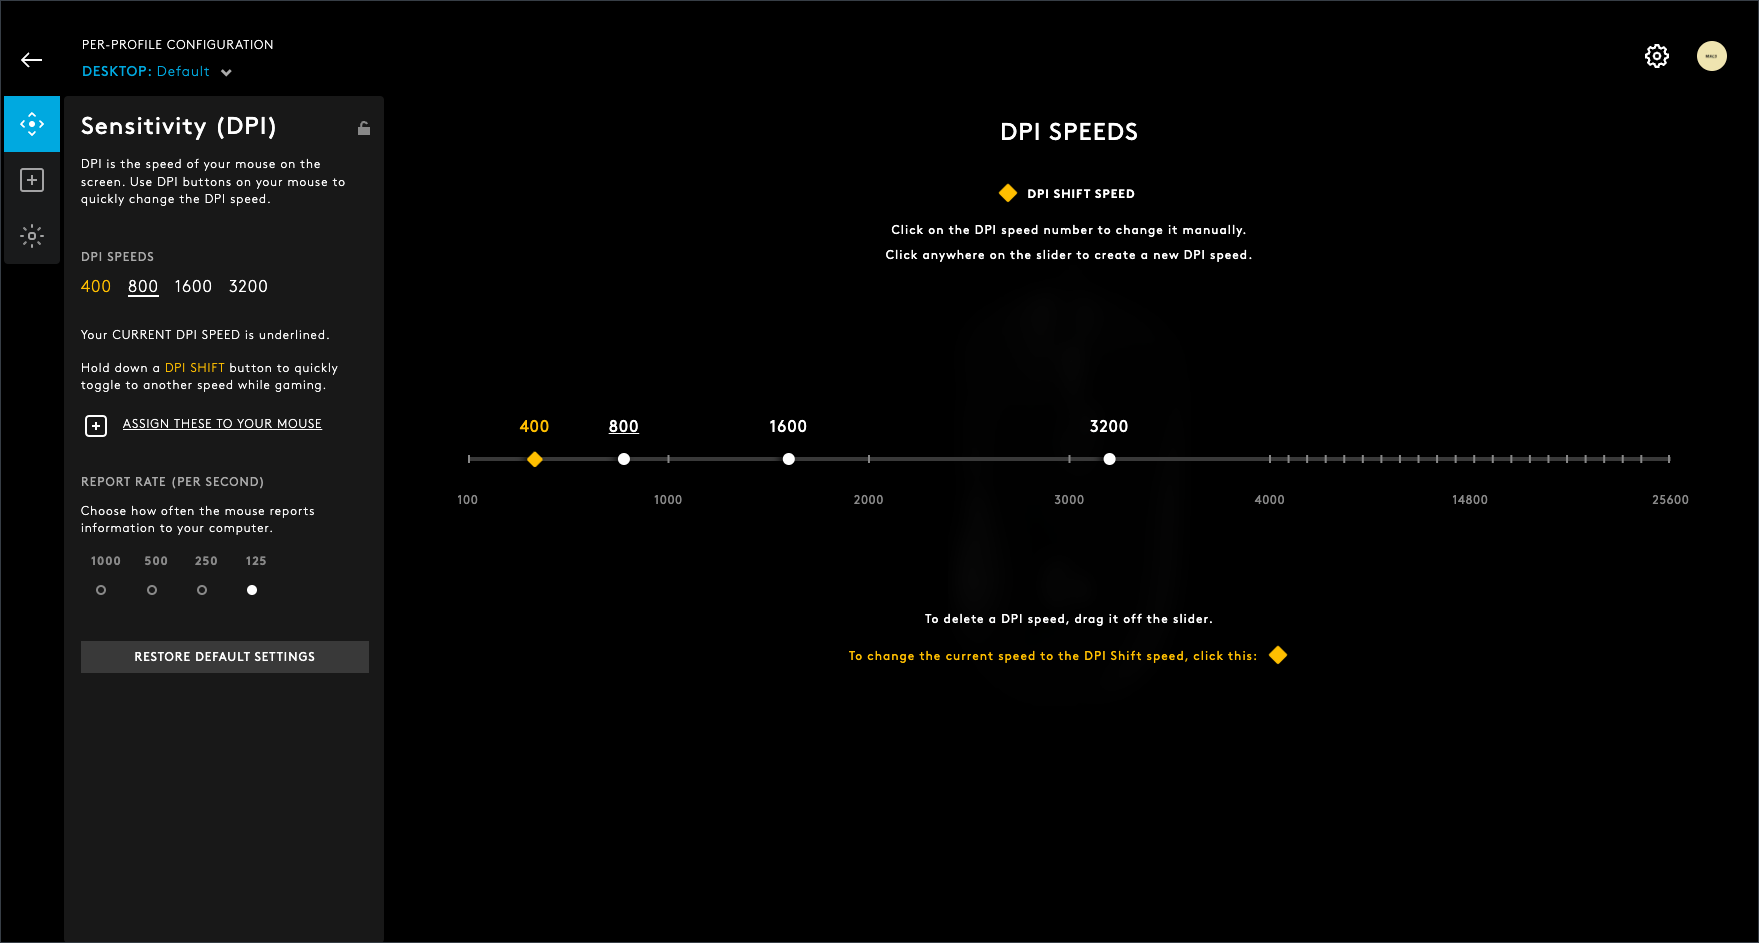 PER-PROFILE CONFIGURATION
DESKTOP: Default
Sensitivity (DPI)
DPI is the speed of your mouse on the
screen. Use DPI buttons on your mouse to
quickly change the DPI speed.
DPI SPEEDS
400 800 1600 3200
Your CURRENT DPI SPEED is underlined.
Hold down a DPI SHIFT button to quickly
toggle to another speed while gaming.
ASSIGN THESE TO YOUR MOUSE
REPORT RATE (PER SECOND)
Choose how often the mouse reports
information to your computer.
1000 500 250 125
RESTORE DEFAULT SETTINGS
DPI SPEEDS
DPI SHIFT SPEED
Click on the DPI speed number to change it manually.
Click anywhere on the slider to create a new DPI speed.
400 800 1600 3200
100 1000 2000 3000 4000 14800 25600
To delete a DPI speed, drag it off the slider.
To change the current speed to the DPI Shift speed, click this: